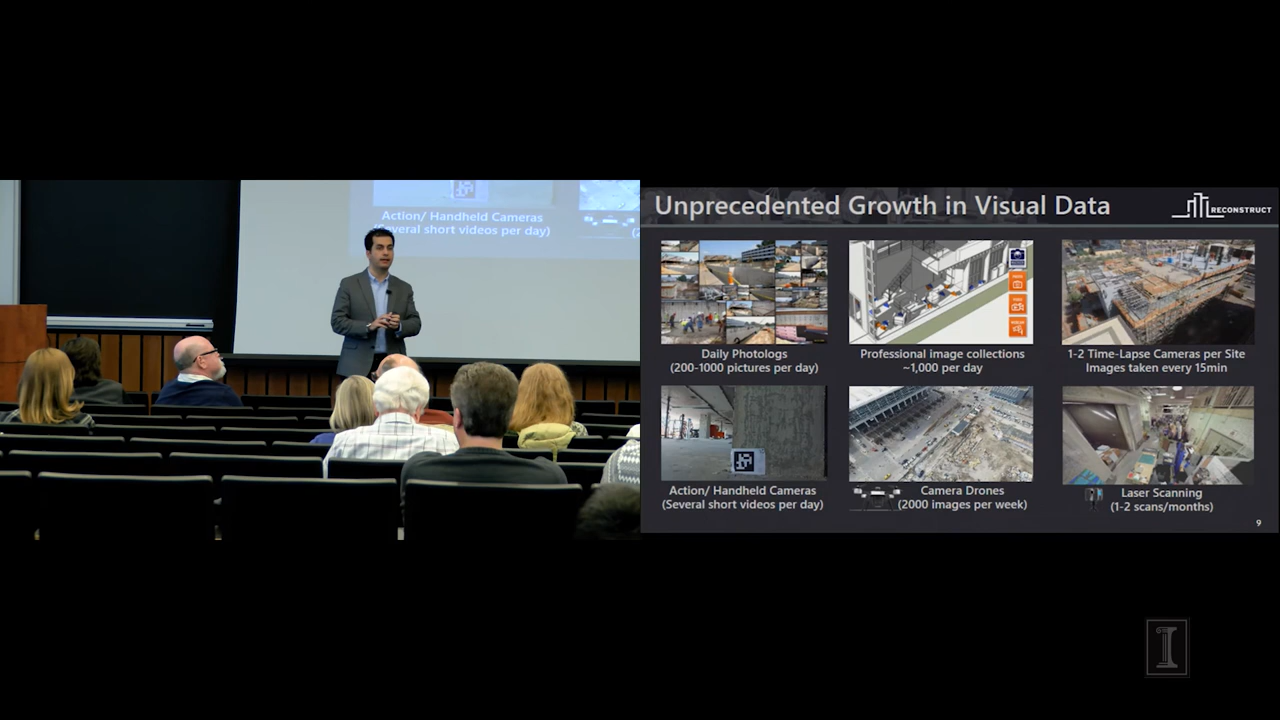 Action/ Handheld Cameras
(Several short videos per day)
Unprecedented Growth in Visual Data
RECONSTRUCT
Daily Photologs
(200-1000 pictures per day)
Professional image collections
~1,000 per day
1-2 Time-Lapse Cameras per Site
Images taken every 15min
Action/ Handheld Cameras
(Several short videos per day)
Camera Drones
(2000 images per week)
Laser Scanning
(1-2 scans/months)
9
I